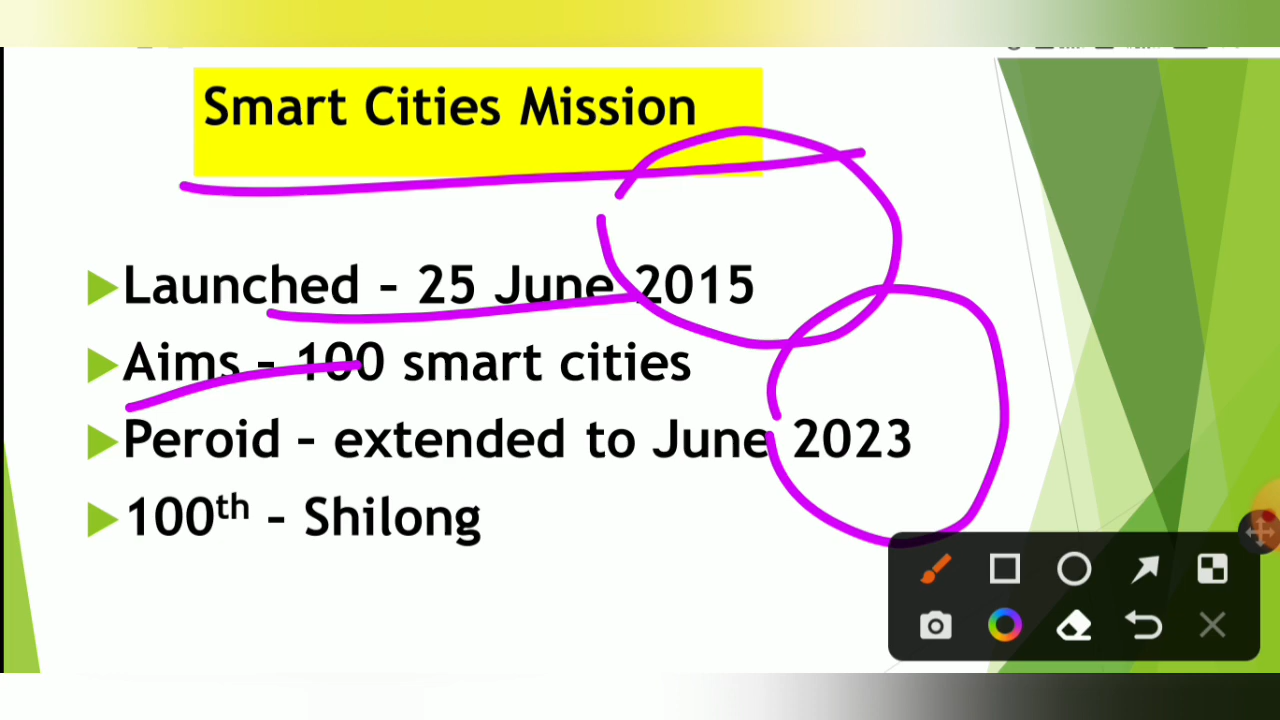 Smart Cities Mission
Launched – 25 June 2015
Aims – 100 smart cities
Peroid – extended to June 2023
100th – Shilong